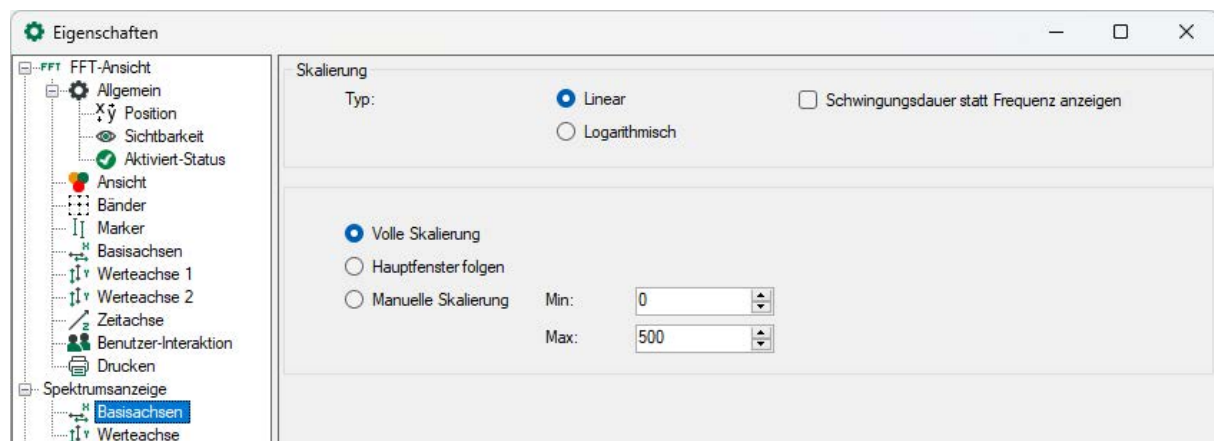 Eigenschaften
FFT FFT-Ansicht
Allgemein
Position
Sichtbarkeit
Aktiviert-Status
Ansicht
Bänder
Marker
Basisachsen
Werteachse 1
Werteachse 2
Zeitachse
Benutzer-Interaktion
Drucken
Spektrumsanzeige
Basisachsen
Werteachse
Skalierung
Typ: Linear Schwingungsdauer statt Frequenz anzeigen
Logarithmisch
Volle Skalierung
Hauptfenster folgen
Manuelle Skalierung Min: 0
Max: 500